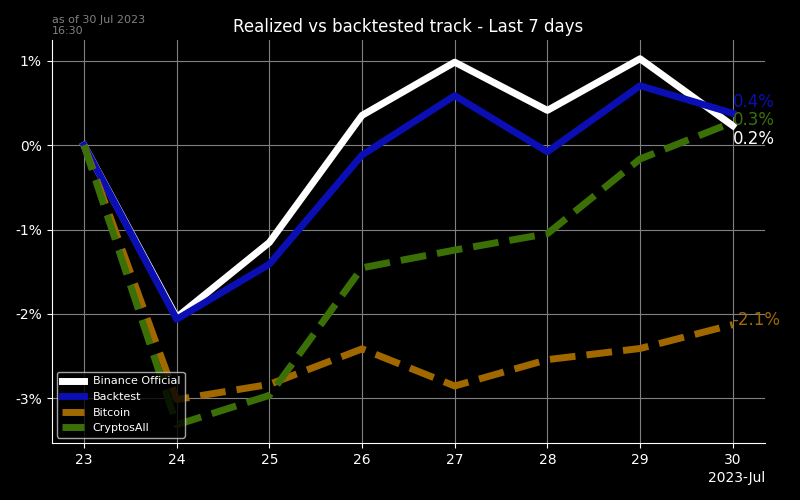 as of 30 Jul 2023
16:30
Realized vs backtested track - Last 7 days
1%
0%
-1%
-2%
-3%
0.4%
0.3%
0.2%
-2.1%
Binance Official
Backtest
Bitcoin
CryptosAll
23 24 25 26 27 28 29 30
2023-Jul